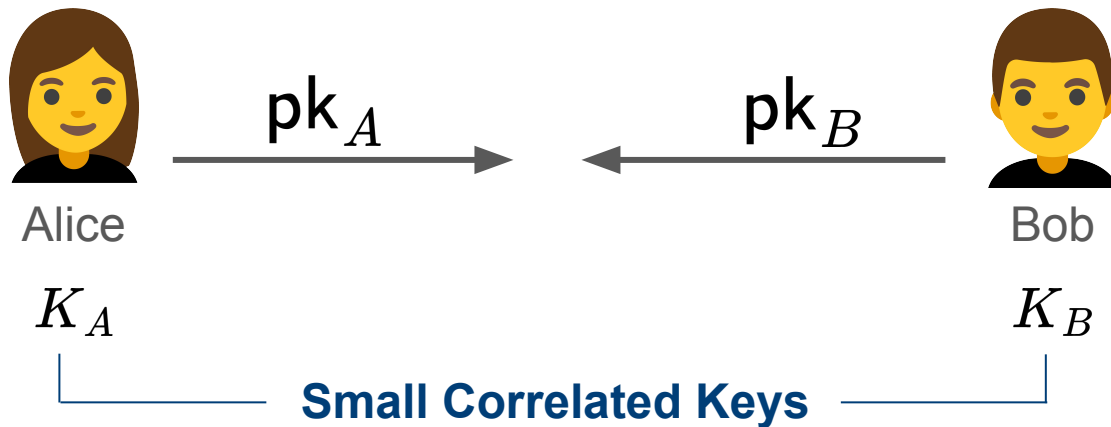 pk_A
pk_B
Alice
Bob
K_A
K_B
Small Correlated Keys